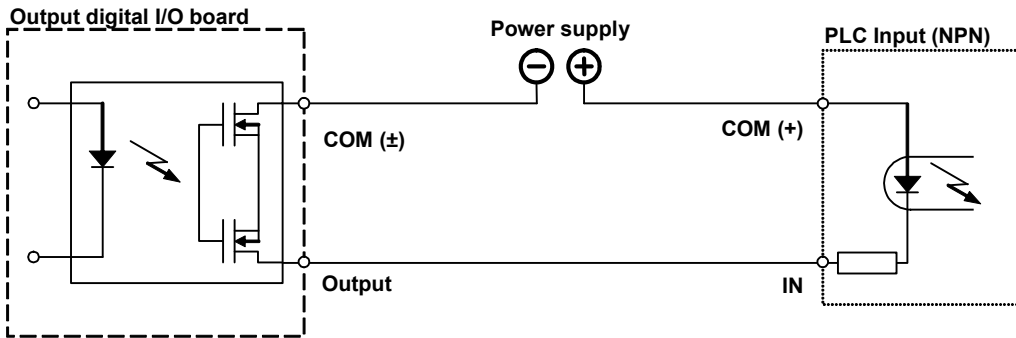 Output digital I/O board
Power supply
PLC Input (NPN)
− +
COM (±)
COM (+)
Output
IN